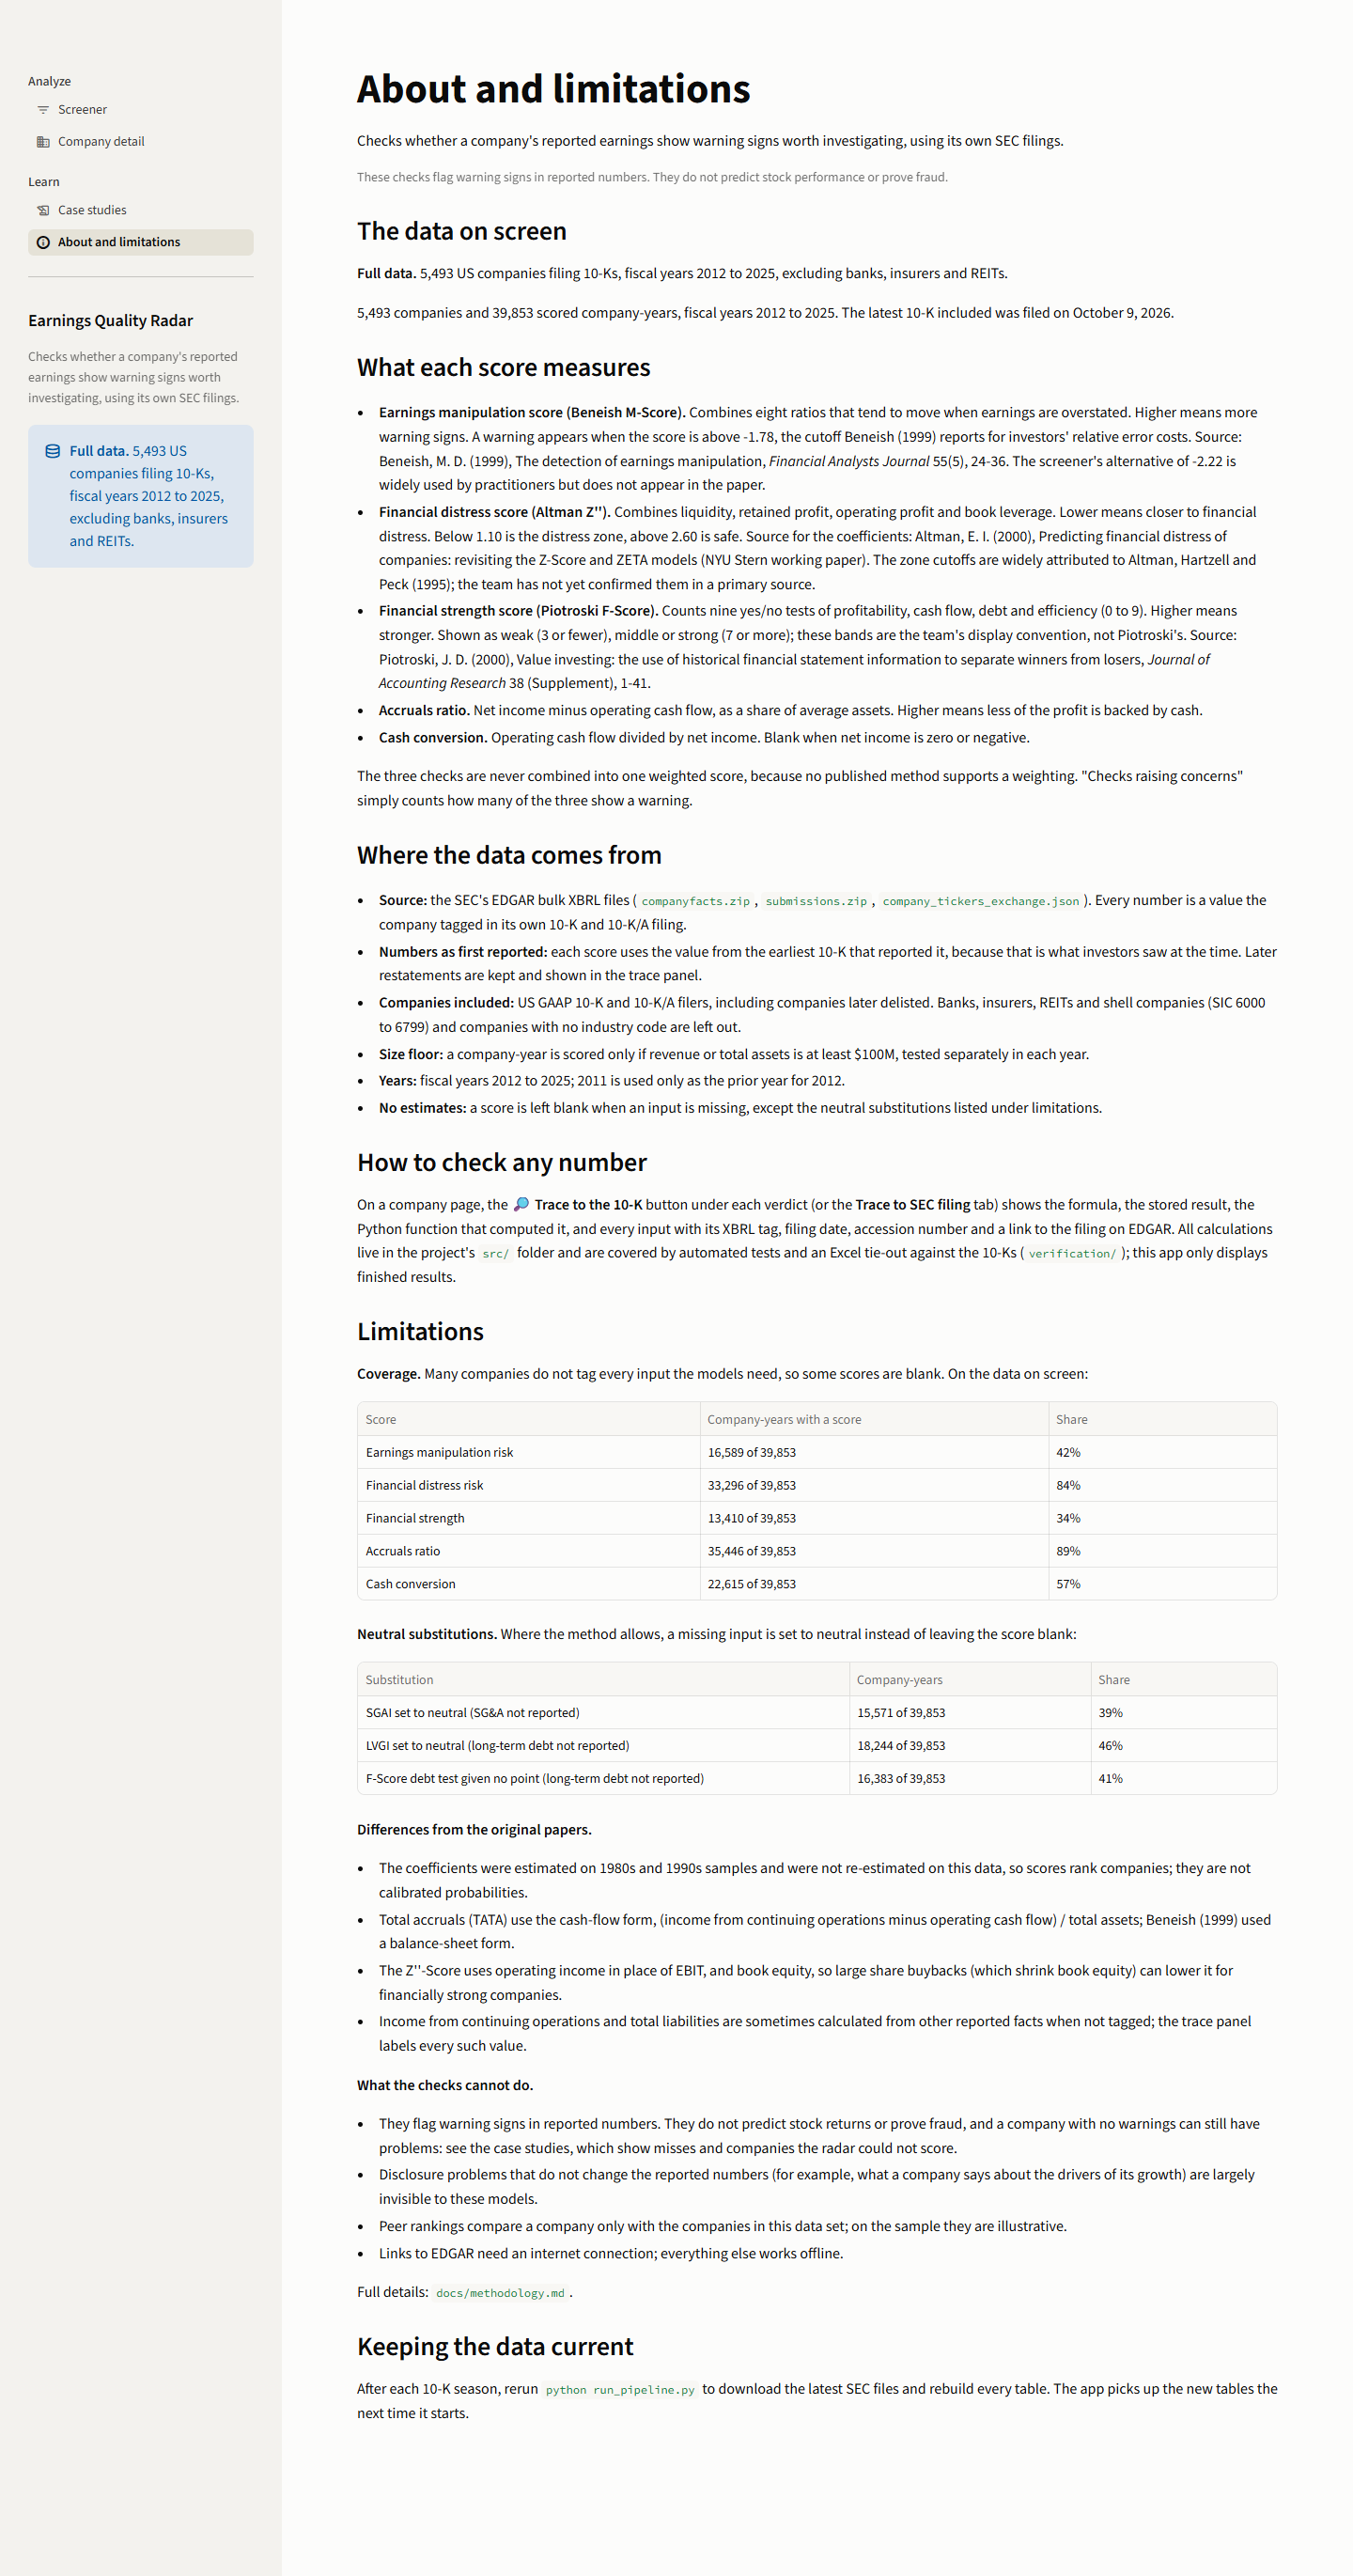 Analyze
Screener
Company detail
Learn
Case studies
About and limitations
Earnings Quality Radar
Checks whether a company's reported
earnings show warning signs worth
investigating, using its own SEC filings.
Full data. 5,493 US
companies filing 10-Ks,
fiscal years 2012 to 2025,
excluding banks, insurers
and REITs.
About and limitations
Checks whether a company's reported earnings show warning signs worth investigating, using its own SEC filings.
These checks flag warning signs in reported numbers. They do not predict stock performance or prove fraud.
The data on screen
Full data. 5,493 US companies filing 10-Ks, fiscal years 2012 to 2025, excluding banks, insurers and REITs.
5,493 companies and 39,853 scored company-years, fiscal years 2012 to 2025. The latest 10-K included was filed on October 9, 2026.
What each score measures
• Earnings manipulation score (Beneish M-Score). Combines eight ratios that tend to move when earnings are overstated. Higher means more
warning signs. A warning appears when the score is above -1.78, the cutoff Beneish (1999) reports for investors' relative error costs. Source:
Beneish, M. D. (1999), The detection of earnings manipulation, Financial Analysts Journal 55(5), 24-36. The screener's alternative of -2.22 is
widely used by practitioners but does not appear in the paper.
• Financial distress score (Altman Z''). Combines liquidity, retained profit, operating profit and book leverage. Lower means closer to financial
distress. Below 1.10 is the distress zone, above 2.60 is safe. Source for the coefficients: Altman, E. I. (2000), Predicting financial distress of
companies: revisiting the Z-Score and ZETA models (NYU Stern working paper). The zone cutoffs are widely attributed to Altman, Hartzell and
Peck (1995); the team has not yet confirmed them in a primary source.
• Financial strength score (Piotroski F-Score). Counts nine yes/no tests of profitability, cash flow, debt and efficiency (0 to 9). Higher means
stronger. Shown as weak (3 or fewer), middle or strong (7 or more); these bands are the team's display convention, not Piotroski's. Source:
Piotroski, J. D. (2000), Value investing: the use of historical financial statement information to separate winners from losers, Journal of
Accounting Research 38 (Supplement), 1-41.
• Accruals ratio. Net income minus operating cash flow, as a share of average assets. Higher means less of the profit is backed by cash.
• Cash conversion. Operating cash flow divided by net income. Blank when net income is zero or negative.
The three checks are never combined into one weighted score, because no published method supports a weighting. "Checks raising concerns"
simply counts how many of the three show a warning.
Where the data comes from
• Source: the SEC's EDGAR bulk XBRL files ( companyfacts.zip , submissions.zip , company_tickers_exchange.json ). Every number is a value the
company tagged in its own 10-K and 10-K/A filing.
• Numbers as first reported: each score uses the value from the earliest 10-K that reported it, because that is what investors saw at the time. Later
restatements are kept and shown in the trace panel.
• Companies included: US GAAP 10-K and 10-K/A filers, including companies later delisted. Banks, insurers, REITs and shell companies (SIC 6000
to 6799) and companies with no industry code are left out.
• Size floor: a company-year is scored only if revenue or total assets is at least $100M, tested separately in each year.
• Years: fiscal years 2012 to 2025; 2011 is used only as the prior year for 2012.
• No estimates: a score is left blank when an input is missing, except the neutral substitutions listed under limitations.
How to check any number
On a company page, the 🔎 Trace to the 10-K button under each verdict (or the Trace to SEC filing tab) shows the formula, the stored result, the
Python function that computed it, and every input with its XBRL tag, filing date, accession number and a link to the filing on EDGAR. All calculations
live in the project's src/ folder and are covered by automated tests and an Excel tie-out against the 10-Ks ( verification/ ); this app only displays
finished results.
Limitations
Coverage. Many companies do not tag every input the models need, so some scores are blank. On the data on screen:
Score Company-years with a score Share
Earnings manipulation risk 16,589 of 39,853 42%
Financial distress risk 33,296 of 39,853 84%
Financial strength 13,410 of 39,853 34%
Accruals ratio 35,446 of 39,853 89%
Cash conversion 22,615 of 39,853 57%
Neutral substitutions. Where the method allows, a missing input is set to neutral instead of leaving the score blank:
Substitution Company-years Share
SGAI set to neutral (SG&A not reported) 15,571 of 39,853 39%
LVGI set to neutral (long-term debt not reported) 18,244 of 39,853 46%
F-Score debt test given no point (long-term debt not reported) 16,383 of 39,853 41%
Differences from the original papers.
• The coefficients were estimated on 1980s and 1990s samples and were not re-estimated on this data, so scores rank companies; they are not
calibrated probabilities.
• Total accruals (TATA) use the cash-flow form, (income from continuing operations minus operating cash flow) / total assets; Beneish (1999) used
a balance-sheet form.
• The Z''-Score uses operating income in place of EBIT, and book equity, so large share buybacks (which shrink book equity) can lower it for
financially strong companies.
• Income from continuing operations and total liabilities are sometimes calculated from other reported facts when not tagged; the trace panel
labels every such value.
What the checks cannot do.
• They flag warning signs in reported numbers. They do not predict stock returns or prove fraud, and a company with no warnings can still have
problems: see the case studies, which show misses and companies the radar could not score.
• Disclosure problems that do not change the reported numbers (for example, what a company says about the drivers of its growth) are largely
invisible to these models.
• Peer rankings compare a company only with the companies in this data set; on the sample they are illustrative.
• Links to EDGAR need an internet connection; everything else works offline.
Full details: docs/methodology.md .
Keeping the data current
After each 10-K season, rerun python run_pipeline.py to download the latest SEC files and rebuild every table. The app picks up the new tables the
next time it starts.